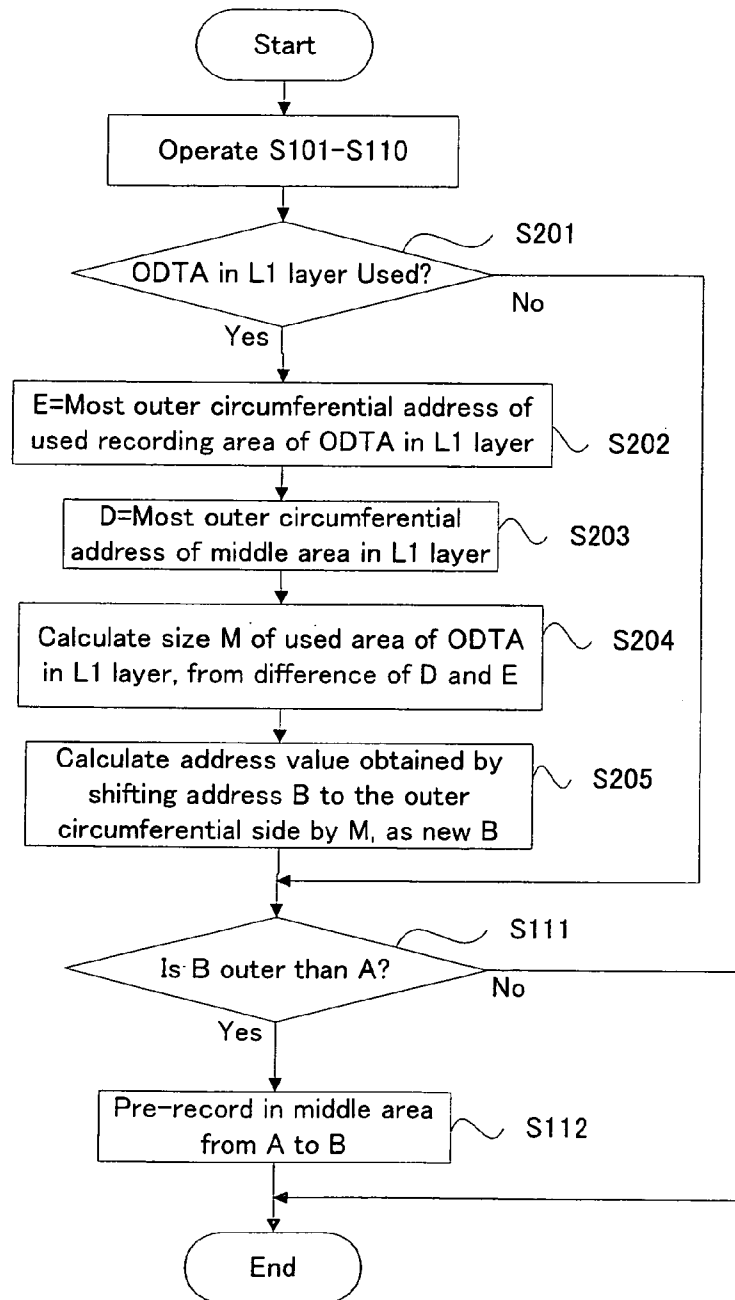 Start
Operate S101-S110
S201
ODTA in L1 layer Used?
No
Yes
E=Most outer circumferential address of
used recording area of ODTA in L1 layer
S202
D=Most outer circumferential
address of middle area in L1 layer
S203
Calculate size M of used area of ODTA
in L1 layer, from difference of D and E
S204
Calculate address value obtained by
shifting address B to the outer
circumferential side by M, as new B
S205
S111
Is B outer than A?
No
Yes
Pre-record in middle area
from A to B
S112
End